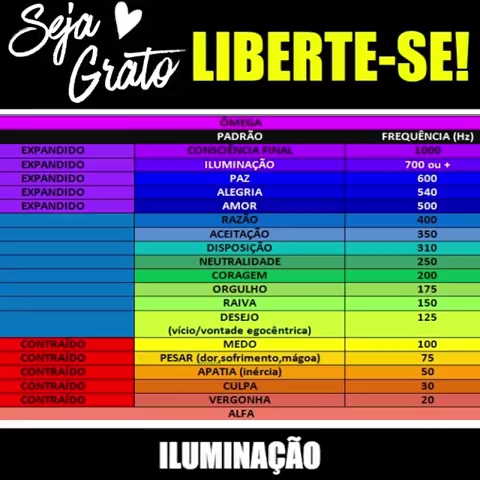 Seja
Grato
LIBERTE-SE!
ÔMEGA
PADRÃO FREQUÊNCIA (Hz)
EXPANDIDO CONSCIÊNCIA FINAL 1000
EXPANDIDO ILUMINAÇÃO 700 ou +
EXPANDIDO PAZ 600
EXPANDIDO ALEGRIA 540
EXPANDIDO AMOR 500
RAZÃO 400
ACEITAÇÃO 350
DISPOSIÇÃO 310
NEUTRALIDADE 250
CORAGEM 200
ORGULHO 175
RAIVA 150
DESEJO 125
(vício/vontade egocêntrica)
CONTRAÍDO MEDO 100
CONTRAÍDO PESAR (dor,sofrimento,mágoa) 75
CONTRAÍDO APATIA (inércia) 50
CONTRAÍDO CULPA 30
CONTRAÍDO VERGONHA 20
ALFA
ILUMINAÇÃO